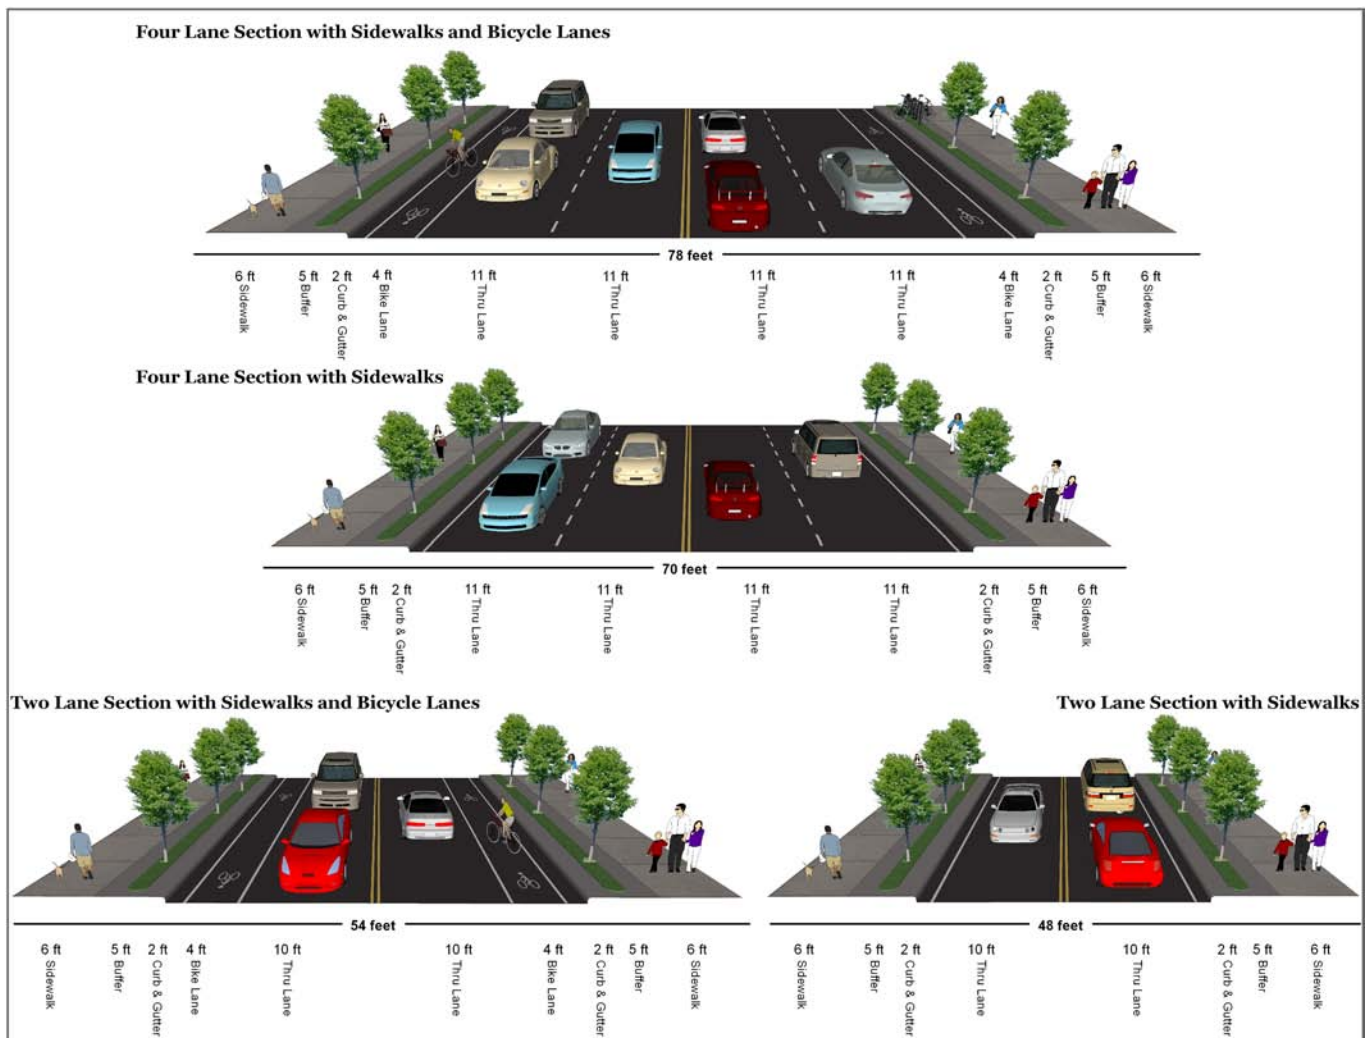 Four Lane Section with Sidewalks and Bicycle Lanes
78 feet
6 ft Sidewalk
5 ft Buffer
2 ft Curb & Gutter
4 ft Bike Lane
11 ft Thru Lane
11 ft Thru Lane
11 ft Thru Lane
11 ft Thru Lane
4 ft Bike Lane
2 ft Curb & Gutter
5 ft Buffer
6 ft Sidewalk
Four Lane Section with Sidewalks
70 feet
6 ft Sidewalk
5 ft Buffer
2 ft Curb & Gutter
11 ft Thru Lane
11 ft Thru Lane
11 ft Thru Lane
11 ft Thru Lane
2 ft Curb & Gutter
5 ft Buffer
6 ft Sidewalk
Two Lane Section with Sidewalks and Bicycle Lanes
54 feet
6 ft Sidewalk
5 ft Buffer
2 ft Curb & Gutter
4 ft Bike Lane
10 ft Thru Lane
10 ft Thru Lane
4 ft Bike Lane
2 ft Curb & Gutter
5 ft Buffer
6 ft Sidewalk
Two Lane Section with Sidewalks
48 feet
6 ft Sidewalk
5 ft Buffer
2 ft Curb & Gutter
10 ft Thru Lane
10 ft Thru Lane
2 ft Curb & Gutter
5 ft Buffer
6 ft Sidewalk